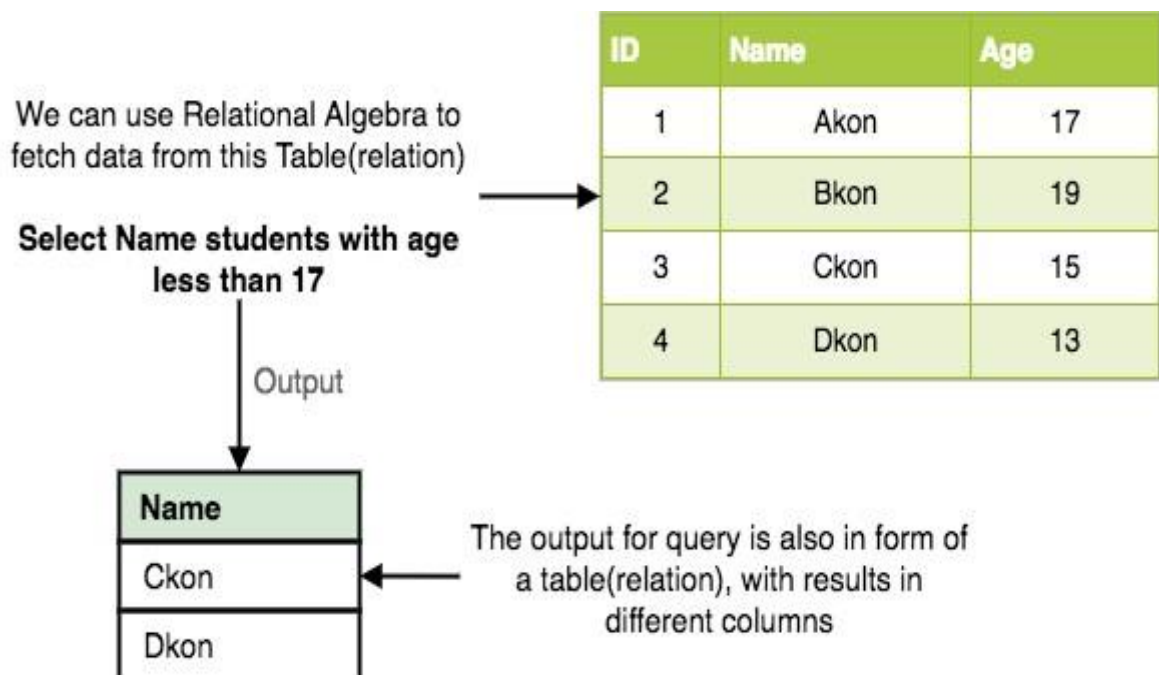 We can use Relational Algebra to
fetch data from this Table(relation)
Select Name students with age
less than 17
ID Name Age
1 Akon 17
2 Bkon 19
3 Ckon 15
4 Dkon 13
Output
Name
Ckon
Dkon
The output for query is also in form of
a table(relation), with results in
different columns